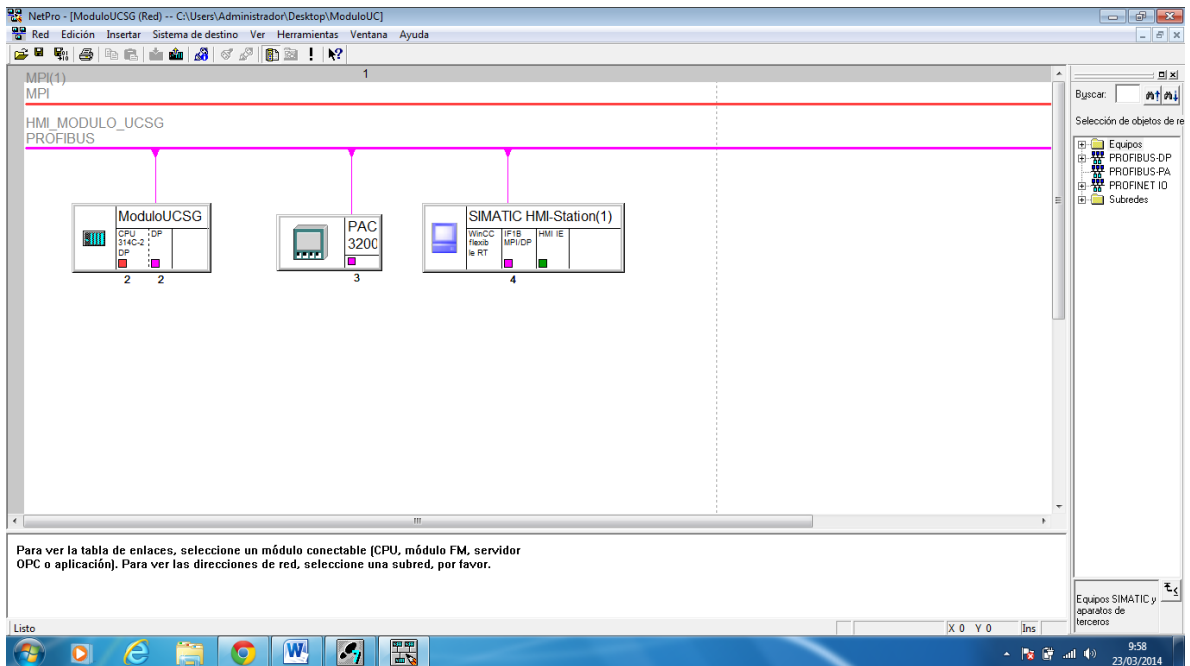 NetPro - [ModuloUCSG (Red) -- C:\Users\Administrador\Desktop\ModuloUC]
Red Edición Insertar Sistema de destino Ver Herramientas Ventana Ayuda
1
MPI(1)
MPI
HMI_MODULO_UCSG
PROFIBUS
ModuloUCSG
CPU
314C-2
DP
DP
2 2
PAC
3200
3
SIMATIC HMI-Station(1)
WinCC
flexib
le RT
IF1B
MPI/DP
HMI IE
4
Buscar:
Selección de objetos de re
Equipos
PROFIBUS-DP
PROFIBUS-PA
PROFINET IO
Subredes
Para ver la tabla de enlaces, seleccione un módulo conectable (CPU, módulo FM, servidor
OPC o aplicación). Para ver las direcciones de red, seleccione una subred, por favor.
Equipos SIMATIC y
aparatos de
terceros
Listo
X 0 Y 0 Ins
9:58
23/03/2014